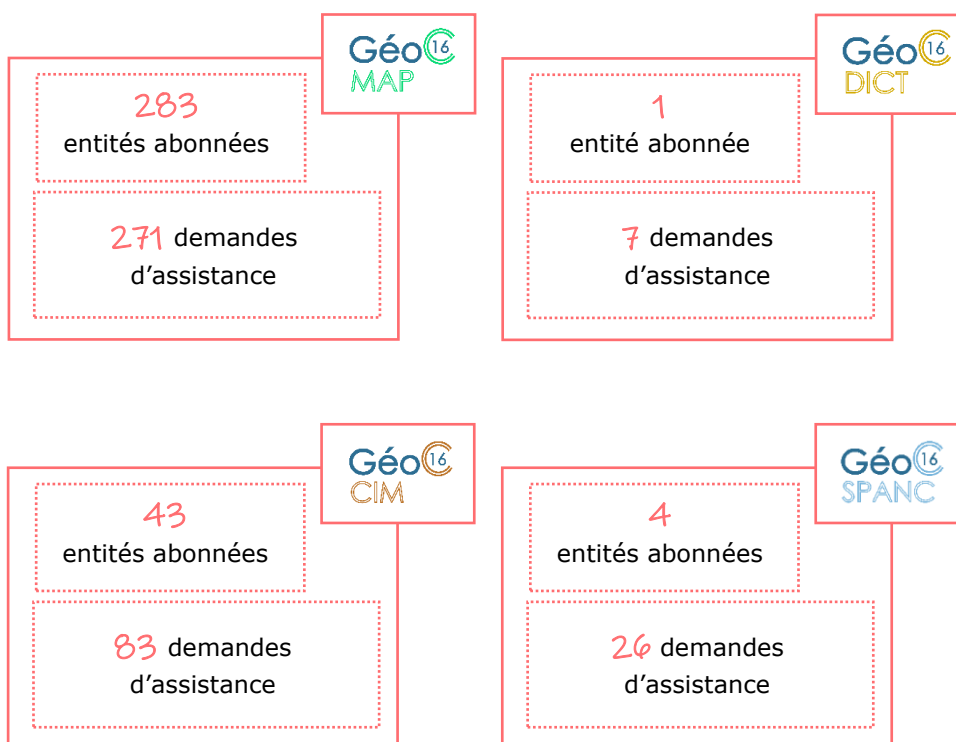 Géo 16
MAP
283
entités abonnées
271 demandes
d’assistance
Géo 16
DICT
1
entité abonnée
7 demandes
d’assistance
Géo 16
CIM
43
entités abonnées
83 demandes
d’assistance
Géo 16
SPANC
4
entités abonnées
26 demandes
d’assistance